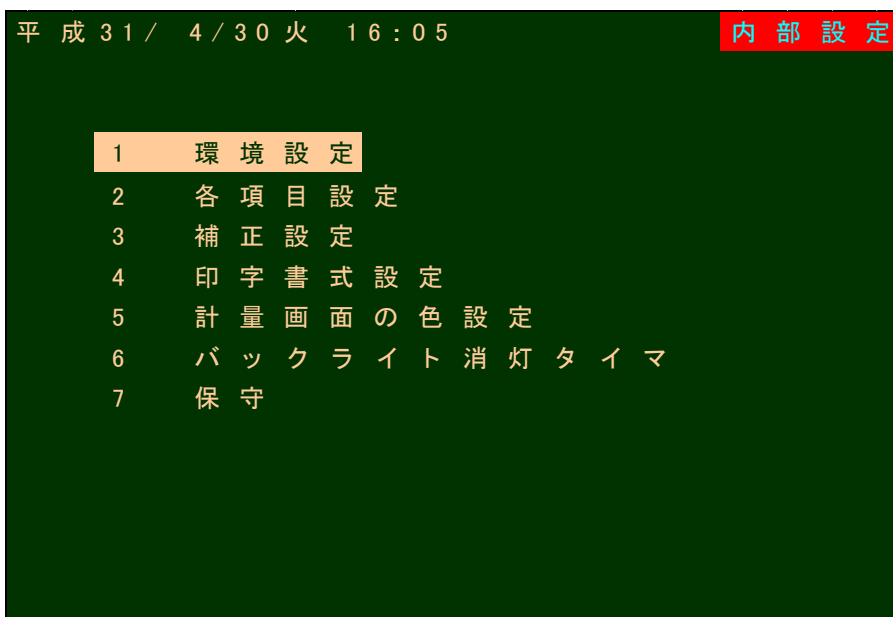 平成31/ 4/30火 16:05 内部設定
1 環境設定
2 各項目設定
3 補正設定
4 印字書式設定
5 計量画面の色設定
6 バックライト消灯タイマ
7 保守